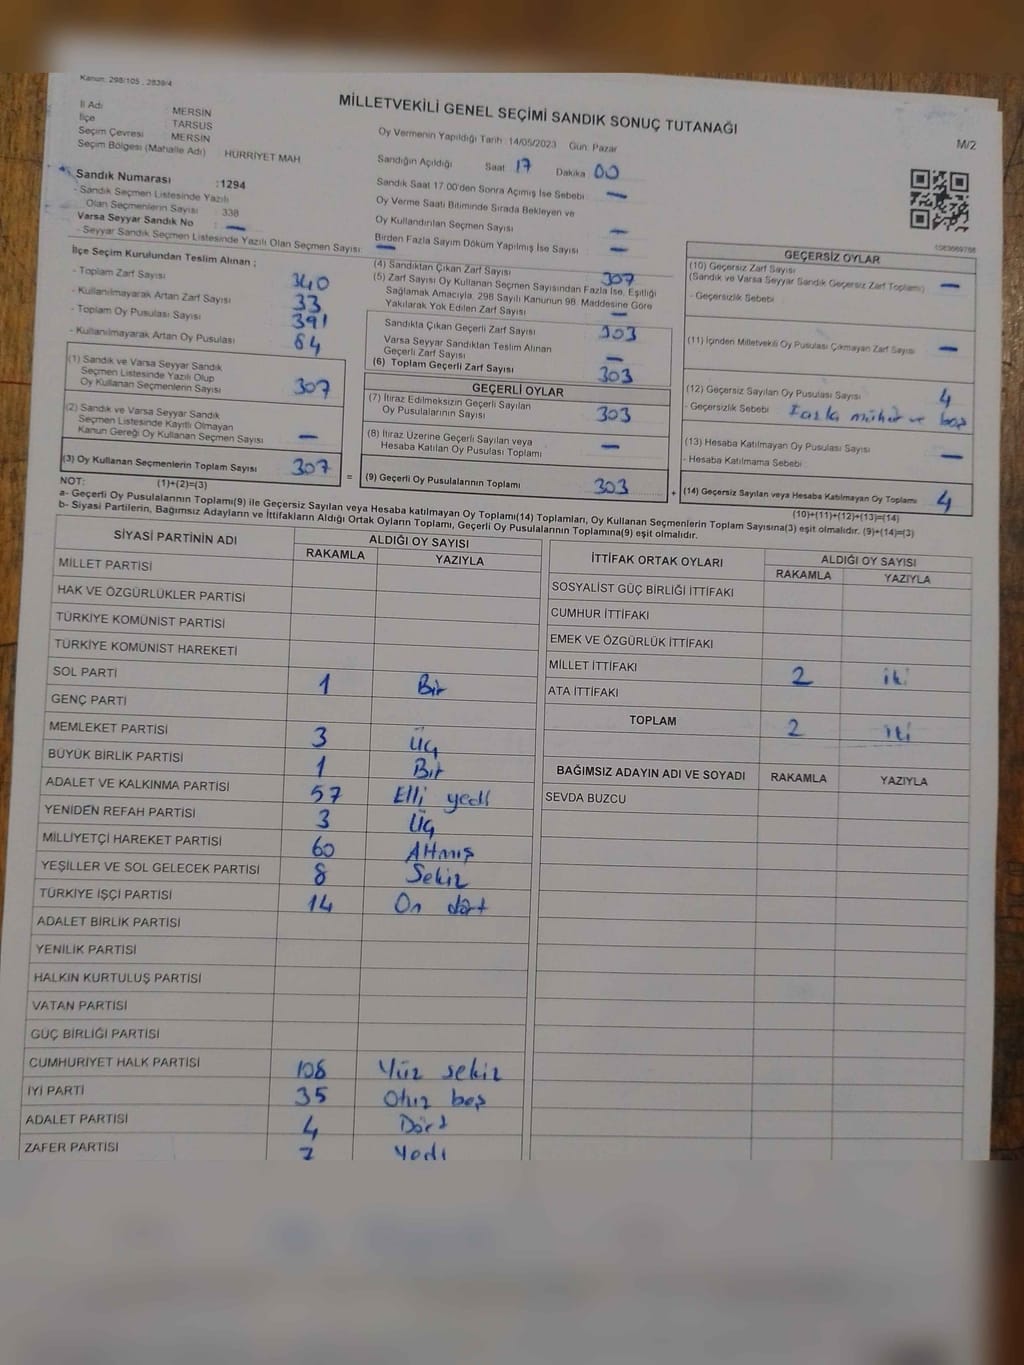 Kanun: 298/105 , 2839/4
MİLLETVEKİLİ GENEL SEÇİMİ SANDIK SONUÇ TUTANAĞI
M/2
İl Adı MERSİN
İlçe TARSUS
Seçim Çevresi MERSİN
Seçim Bölgesi (Mahalle Adı) HÜRRİYET MAH
Sandık Numarası :1294
- Sandık Seçmen Listesinde Yazılı
Olan Seçmenlerin Sayısı : 338
Varsa Seyyar Sandık No : —
- Seyyar Sandık Seçmen Listesinde Yazılı Olan Seçmen Sayısı: —
Oy Vermenin Yapıldığı Tarih :14/05/2023 Gün: Pazar
Sandığın Açıldığı Saat 17 Dakika 00
Sandık Saat 17.00'den Sonra Açımış İse Sebebi —
Oy Verme Saati Bitiminde Sırada Bekleyen ve
Oy Kullandırılan Seçmen Sayısı —
Birden Fazla Sayım Döküm Yapılmış İse Sayısı —
İlçe Seçim Kurulundan Teslim Alınan ;
- Toplam Zarf Sayısı 340
- Kullanılmayarak Artan Zarf Sayısı 33
- Toplam Oy Pusulası Sayısı 391
- Kullanılmayarak Artan Oy Pusulası 84
(1) Sandık ve Varsa Seyyar Sandık
Seçmen Listesinde Yazılı Olup
Oy Kullanan Seçmenlerin Sayısı 307
(2) Sandık ve Varsa Seyyar Sandık
Seçmen Listesinde Kayıtlı Olmayan
Kanun Gereği Oy Kullanan Seçmen Sayısı —
(3) Oy Kullanan Seçmenlerin Toplam Sayısı 307
(4) Sandıktan Çıkan Zarf Sayısı 307
(5) Zarf Sayısı Oy Kullanan Seçmen Sayısından Fazla İse, Eşitliği
Sağlamak Amacıyla, 298 Sayılı Kanunun 98. Maddesine Göre
Yakılarak Yok Edilen Zarf Sayısı —
Sandıkta Çıkan Geçerli Zarf Sayısı 303
Varsa Seyyar Sandıktan Teslim Alınan
Geçerli Zarf Sayısı —
(6) Toplam Geçerli Zarf Sayısı 303
GEÇERLİ OYLAR
(7) İtiraz Edilmeksizin Geçerli Sayılan
Oy Pusulalarının Sayısı 303
(8) İtiraz Üzerine Geçerli Sayılan veya
Hesaba Katılan Oy Pusulası Toplamı —
= (9) Geçerli Oy Pusulalarının Toplamı 303 +
GEÇERSİZ OYLAR
(10) Geçersiz Zarf Sayısı
(Sandık ve Varsa Seyyar Sandık Geçersiz Zarf Toplamı) —
- Geçersizlik Sebebi
(11) İçinden Milletvekili Oy Pusulası Çıkmayan Zarf Sayısı —
(12) Geçersiz Sayılan Oy Pusulası Sayısı 4
- Geçersizlik Sebebi Fazla mühür ve boş
(13) Hesaba Katılmayan Oy Pusulası Sayısı —
- Hesaba Katılmama Sebebi
(14) Geçersiz Sayılan veya Hesaba Katılmayan Oy Toplamı 4
NOT: (1)+(2)=(3) (10)+(11)+(12)+(13)=(14)
a- Geçerli Oy Pusulalarının Toplamı(9) ile Geçersiz Sayılan veya Hesaba katılmayan Oy Toplamı(14) Toplamları, Oy Kullanan Seçmenlerin Toplam Sayısına(3) eşit olmalıdır. (9)+(14)=(3)
b- Siyasi Partilerin, Bağımsız Adayların ve İttifakların Aldığı Ortak Oyların Toplamı, Geçerli Oy Pusulalarının Toplamına(9) eşit olmalıdır.
SİYASİ PARTİNİN ADI ALDIĞI OY SAYISI
RAKAMLA YAZIYLA
MİLLET PARTİSİ
HAK VE ÖZGÜRLÜKLER PARTİSİ
TÜRKİYE KOMÜNİST PARTİSİ
TÜRKİYE KOMÜNİST HAREKETİ
SOL PARTİ 1 Bir
GENÇ PARTİ
MEMLEKET PARTİSİ 3 Üç
BÜYÜK BİRLİK PARTİSİ 1 Bir
ADALET VE KALKINMA PARTİSİ 57 Elli yedi
YENİDEN REFAH PARTİSİ 3 Üç
MİLLİYETÇİ HAREKET PARTİSİ 60 Altmış
YEŞİLLER VE SOL GELECEK PARTİSİ 8 Sekiz
TÜRKİYE İŞÇİ PARTİSİ 14 On dört
ADALET BİRLİK PARTİSİ
YENİLİK PARTİSİ
HALKIN KURTULUŞ PARTİSİ
VATAN PARTİSİ
GÜÇ BİRLİĞİ PARTİSİ
CUMHURİYET HALK PARTİSİ 108 Yüz sekiz
İYİ PARTİ 35 Otuz beş
ADALET PARTİSİ 4 Dört
ZAFER PARTİSİ 7 Yedi
İTTİFAK ORTAK OYLARI ALDIĞI OY SAYISI
RAKAMLA YAZIYLA
SOSYALİST GÜÇ BİRLİĞİ İTTİFAKI
CUMHUR İTTİFAKI
EMEK VE ÖZGÜRLÜK İTTİFAKI
MİLLET İTTİFAKI 2 iki
ATA İTTİFAKI
TOPLAM 2 iki
BAĞIMSIZ ADAYIN ADI VE SOYADI RAKAMLA YAZIYLA
SEVDA BUZCU